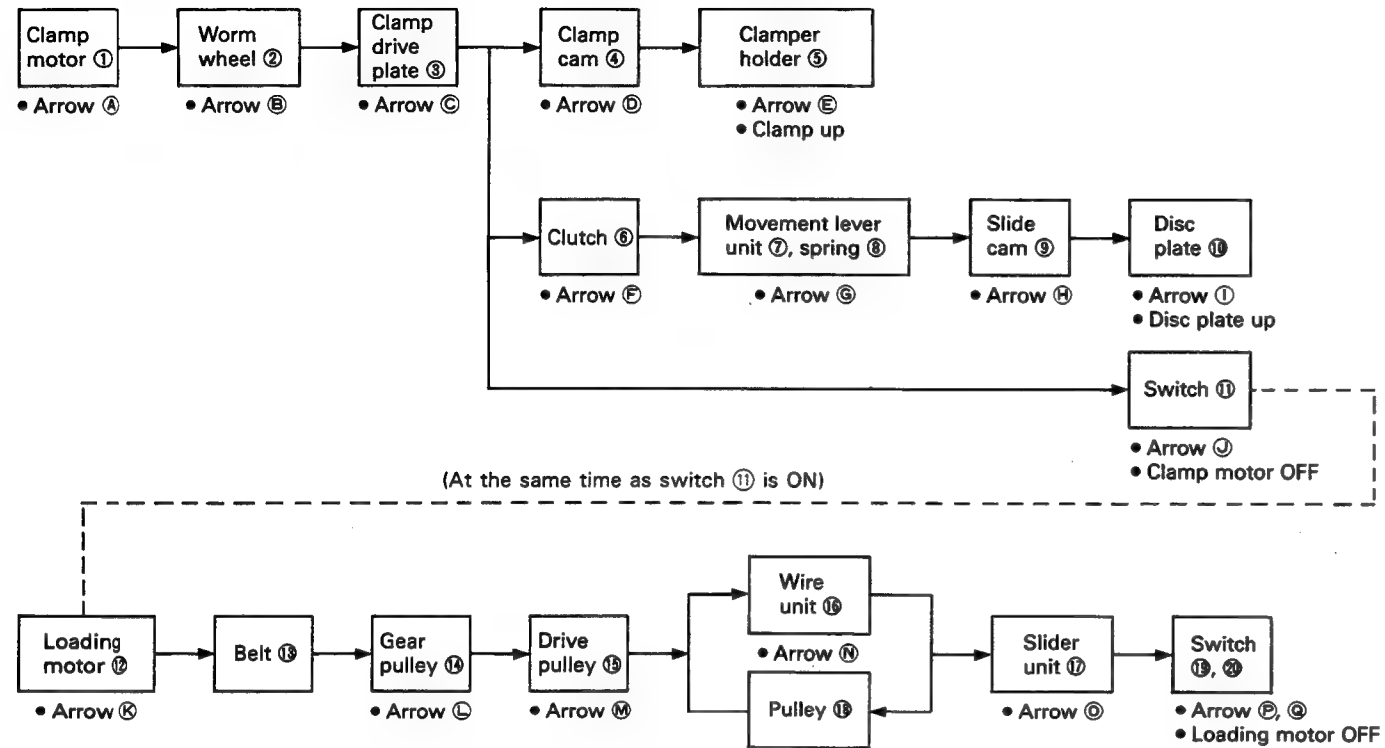 Clamp
motor ①
• Arrow Ⓐ
Worm
wheel ②
• Arrow Ⓑ
Clamp
drive
plate ③
• Arrow Ⓒ
Clamp
cam ④
• Arrow Ⓓ
Clamper
holder ⑤
• Arrow Ⓔ
• Clamp up
Clutch ⑥
• Arrow Ⓕ
Movement lever
unit ⑦, spring ⑧
• Arrow Ⓖ
Slide
cam ⑨
• Arrow Ⓗ
Disc
plate ⑩
• Arrow Ⓘ
• Disc plate up
Switch ⑪
• Arrow Ⓙ
• Clamp motor OFF
(At the same time as switch ⑪ is ON)
Loading
motor ⑫
• Arrow Ⓚ
Belt ⑬
Gear
pulley ⑭
• Arrow Ⓛ
Drive
pulley ⑮
• Arrow Ⓜ
Wire
unit ⑯
• Arrow Ⓝ
Pulley ⑱
Slider
unit ⑰
• Arrow Ⓞ
Switch
⑲, ⑳
• Arrow Ⓟ, Ⓠ
• Loading motor OFF